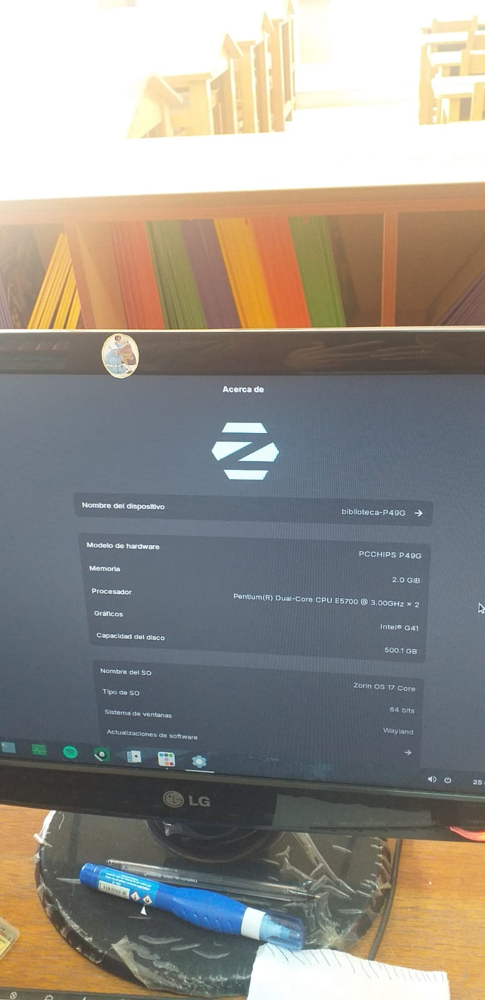 Acerca de
Nombre del dispositivo biblioteca-P49G
Modelo de hardware PCCHIPS P49G
Memoria 2.0 GiB
Procesador Pentium(R) Dual-Core CPU E5700 @ 3.00GHz × 2
Gráficos Intel® G41
Capacidad del disco 500.1 GB
Nombre del SO Zorin OS 17 Core
Tipo de SO 64 bits
Sistema de ventanas Wayland
Actualizaciones de software
25
LG